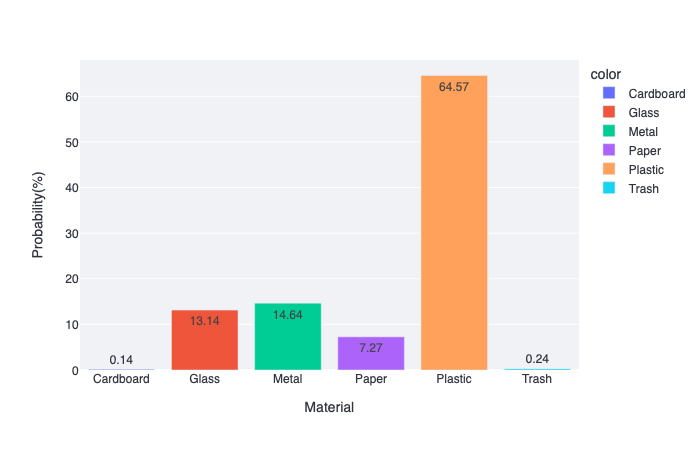 color
Cardboard
Glass
Metal
Paper
Plastic
Trash
Probability(%)
60
50
40
30
20
10
0
0.14
13.14
14.64
7.27
64.57
0.24
Cardboard
Glass
Metal
Paper
Plastic
Trash
Material